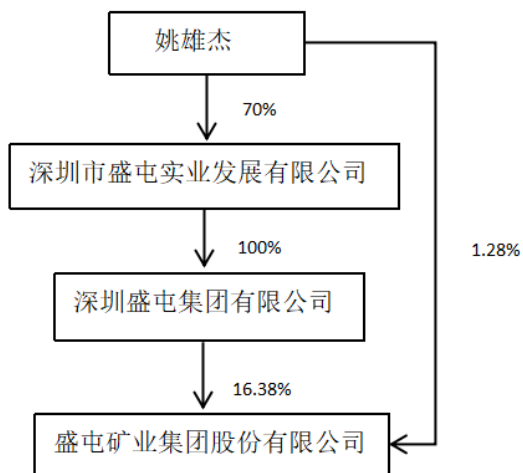 姚雄杰
70%
深圳市盛屯实业发展有限公司
100%
1.28%
深圳盛屯集团有限公司
16.38%
盛屯矿业集团股份有限公司